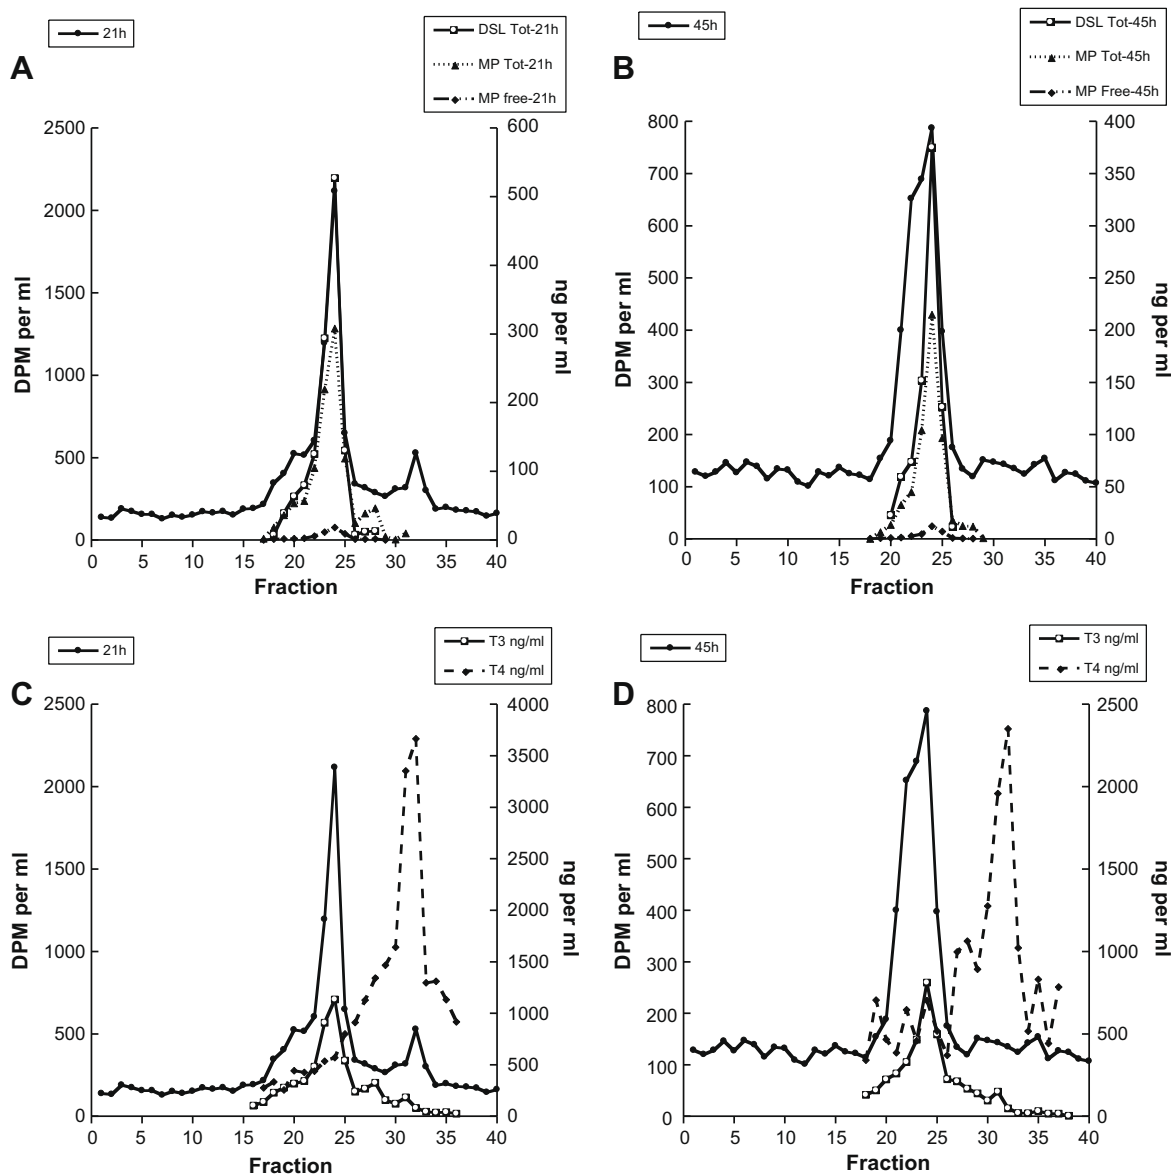 21h
DSL Tot-21h
MP Tot-21h
MP free-21h
A
2500
2000
1500
1000
500
0
DPM per ml
600
500
400
300
200
100
0
ng per ml
0 5 10 15 20 25 30 35 40
Fraction
45h
DSL Tot-45h
MP Tot-45h
MP Free-45h
B
800
700
600
500
400
300
200
100
0
DPM per ml
400
350
300
250
200
150
100
50
0
ng per ml
0 5 10 15 20 25 30 35 40
Fraction
21h
T3 ng/ml
T4 ng/ml
C
2500
2000
1500
1000
500
0
DPM per ml
4000
3500
3000
2500
2000
1500
1000
500
0
ng per ml
0 5 10 15 20 25 30 35 40
Fraction
45h
T3 ng/ml
T4 ng/ml
D
800
700
600
500
400
300
200
100
0
DPM per ml
2500
2000
1500
1000
500
0
ng per ml
0 5 10 15 20 25 30 35 40
Fraction